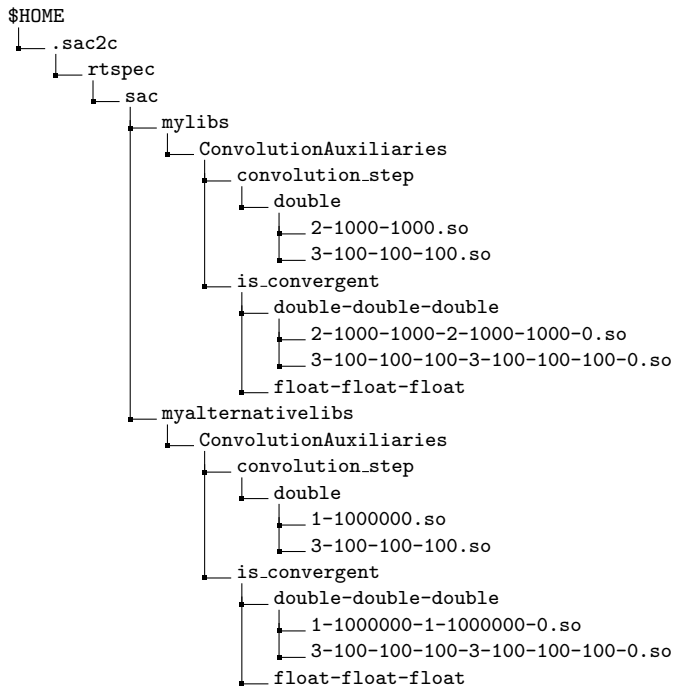 $HOME
.sac2c
rtspec
sac
mylibs
ConvolutionAuxiliaries
convolution_step
double
2-1000-1000.so
3-100-100-100.so
is_convergent
double-double-double
2-1000-1000-2-1000-1000-0.so
3-100-100-100-3-100-100-100-0.so
float-float-float
myalternativelibs
ConvolutionAuxiliaries
convolution_step
double
1-1000000.so
3-100-100-100.so
is_convergent
double-double-double
1-1000000-1-1000000-0.so
3-100-100-100-3-100-100-100-0.so
float-float-float